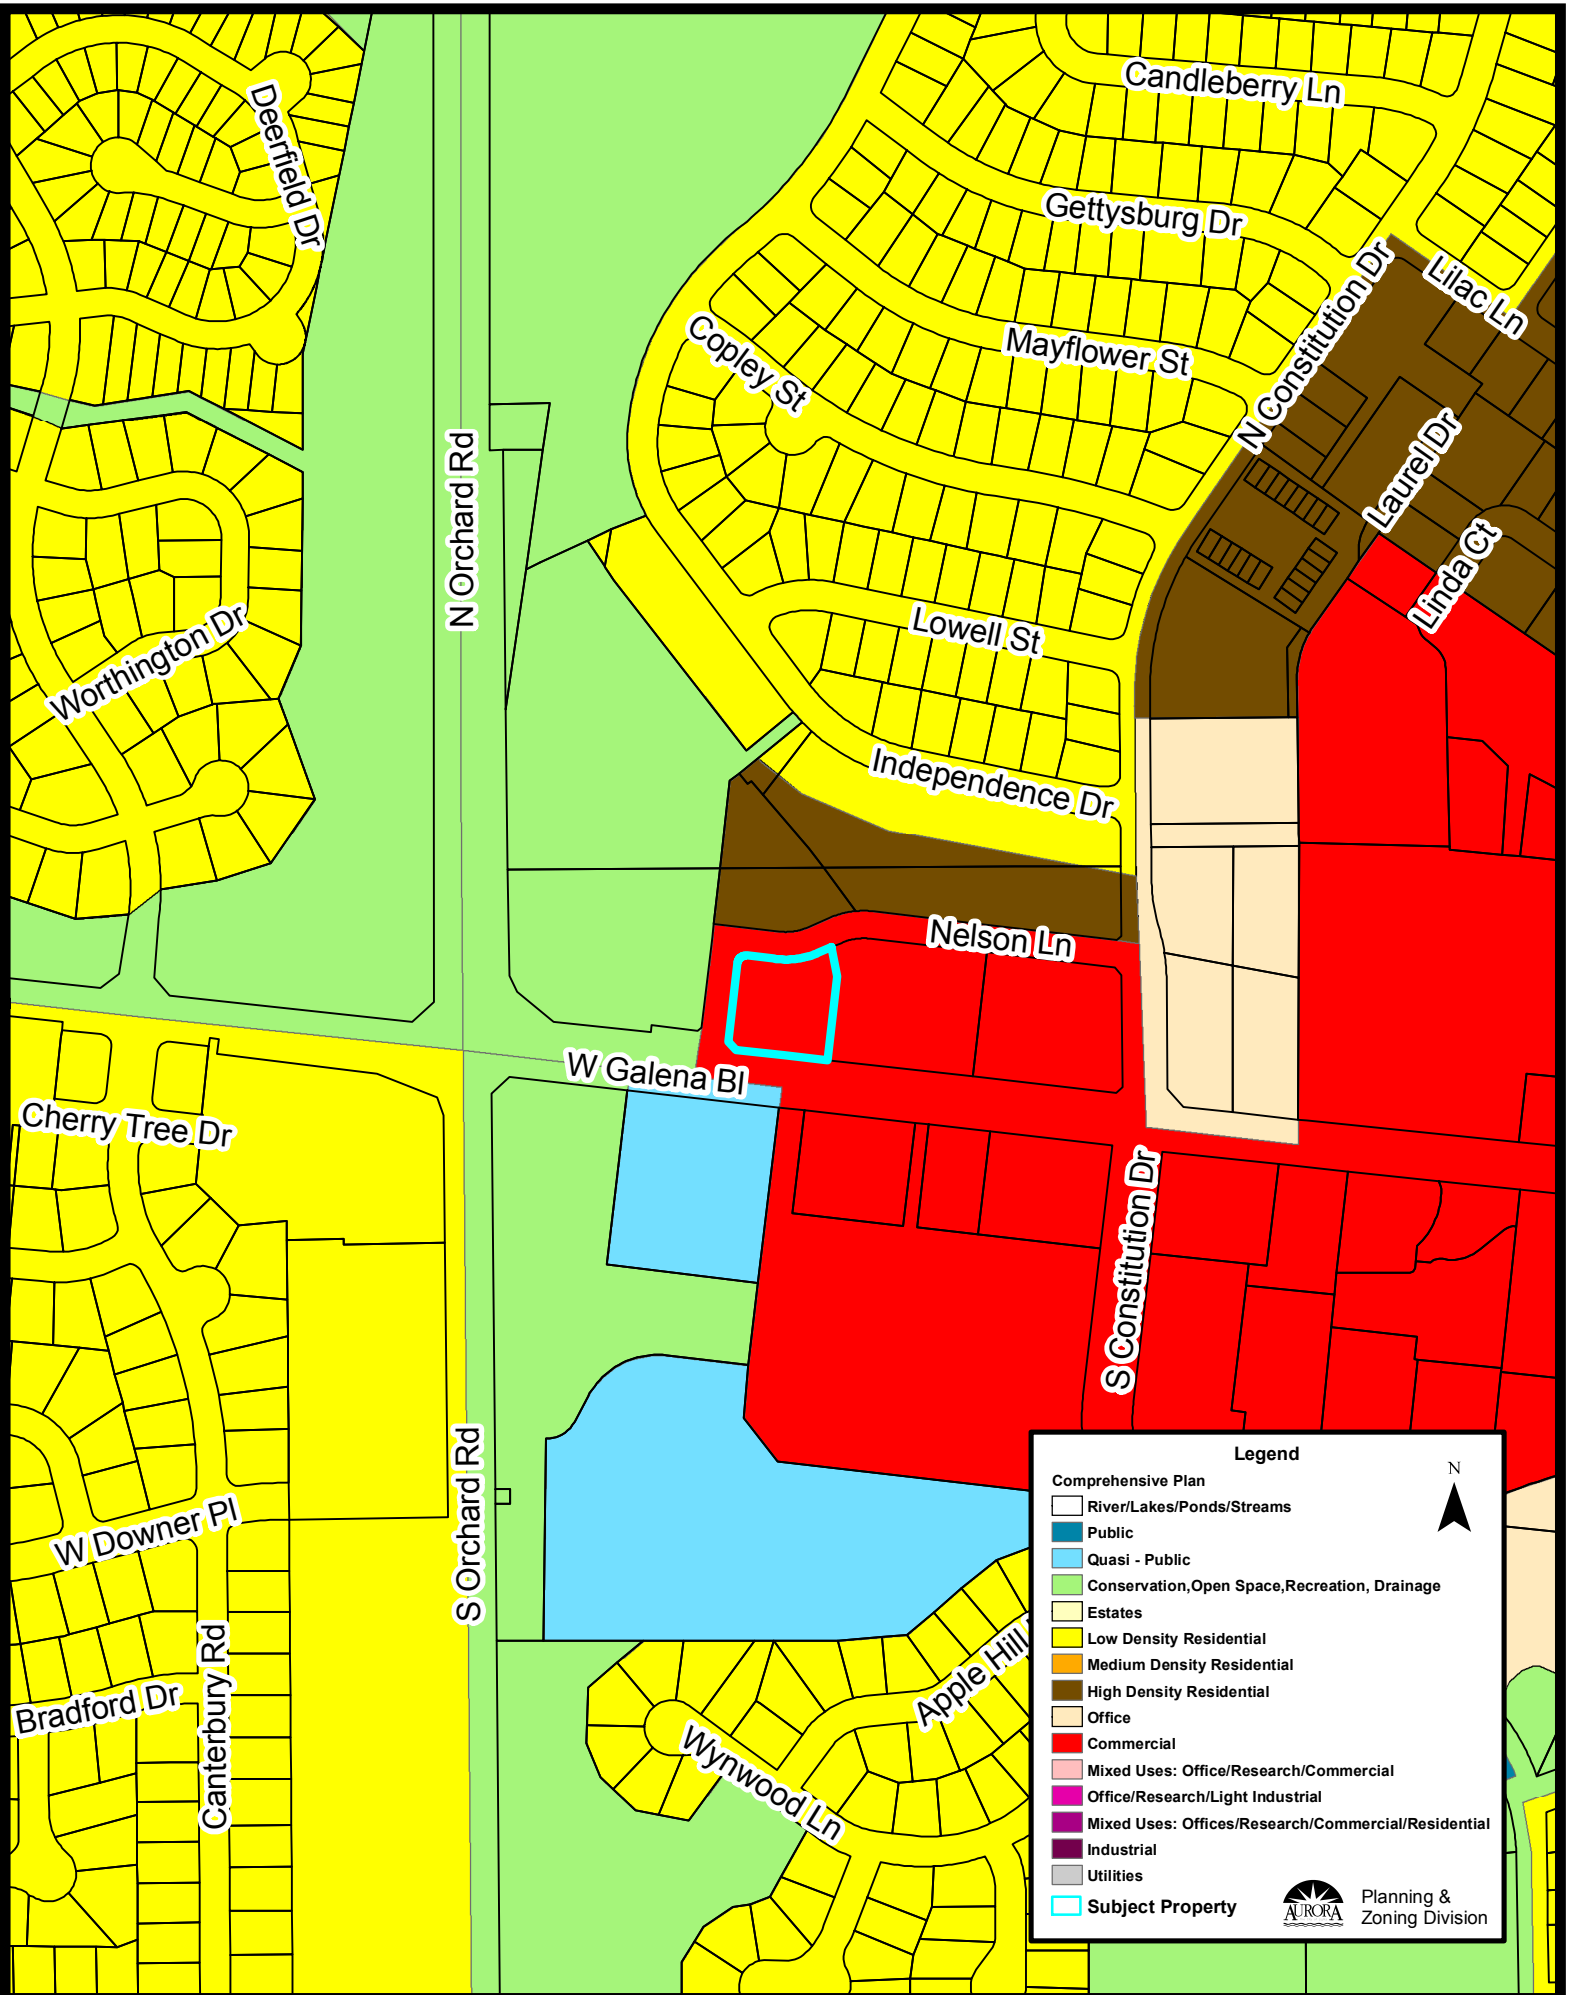 Candleberry Ln
Deerfield Dr
Gettysburg Dr
N Constitution Dr
Lilac Ln
Copley St
Mayflower St
N Orchard Rd
Laurel Dr
Linda Ct
Worthington Dr
Lowell St
Independence Dr
Nelson Ln
W Galena Bl
Cherry Tree Dr
S Constitution Dr
S Orchard Rd
W Downer Pl
Canterbury Rd
Bradford Dr
Apple Hill
Wynwood Ln
Legend
Comprehensive Plan
N
River/Lakes/Ponds/Streams
Public
Quasi - Public
Conservation,Open Space,Recreation, Drainage
Estates
Low Density Residential
Medium Density Residential
High Density Residential
Office
Commercial
Mixed Uses: Office/Research/Commercial
Office/Research/Light Industrial
Mixed Uses: Offices/Research/Commercial/Residential
Industrial
Utilities
Subject Property
AURORA
Planning &
Zoning Division